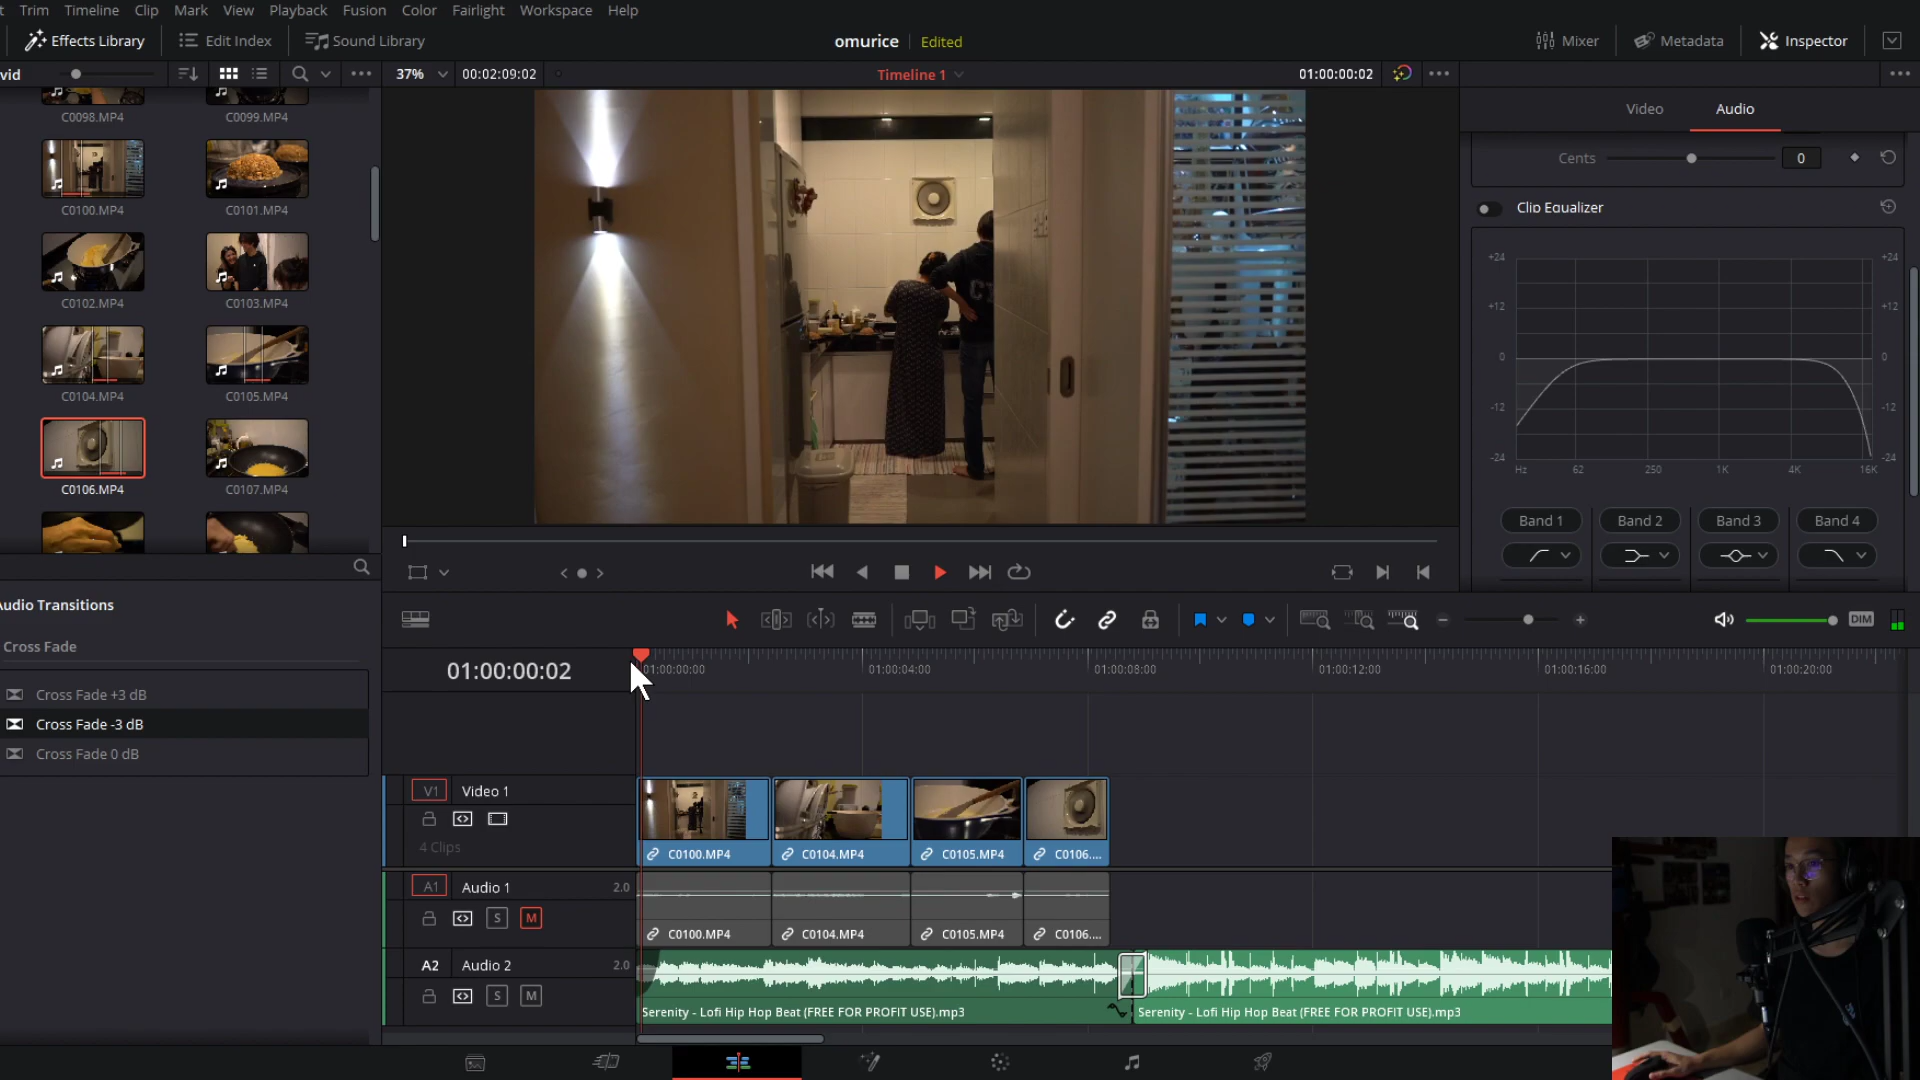 Trim Timeline Clip Mark View Playback Fusion Color Fairlight Workspace Help
Effects Library Edit Index Sound Library omurice Edited Mixer Metadata Inspector
vid 37% 00:02:09:02 Timeline 1 01:00:00:02
Video Audio
C0098.MP4 C0099.MP4
Cents 0
C0100.MP4 C0101.MP4
Clip Equalizer
+24 +24
+12 +12
0 0
-12 -12
-24 -24
Hz 62 250 1K 4K 16K
C0102.MP4 C0103.MP4
C0104.MP4 C0105.MP4
C0106.MP4 C0107.MP4
Band 1 Band 2 Band 3 Band 4
Audio Transitions
Cross Fade
Cross Fade +3 dB
Cross Fade -3 dB
Cross Fade 0 dB
DIM
01:00:00:02 01:00:00:00 01:00:04:00 01:00:08:00 01:00:12:00 01:00:16:00 01:00:20:00
V1 Video 1
4 Clips
C0100.MP4 C0104.MP4 C0105.MP4 C0106....
A1 Audio 1 2.0
S M
C0100.MP4 C0104.MP4 C0105.MP4 C0106....
A2 Audio 2 2.0
S M
Serenity - Lofi Hip Hop Beat (FREE FOR PROFIT USE).mp3 Serenity - Lofi Hip Hop Beat (FREE FOR PROFIT USE).mp3